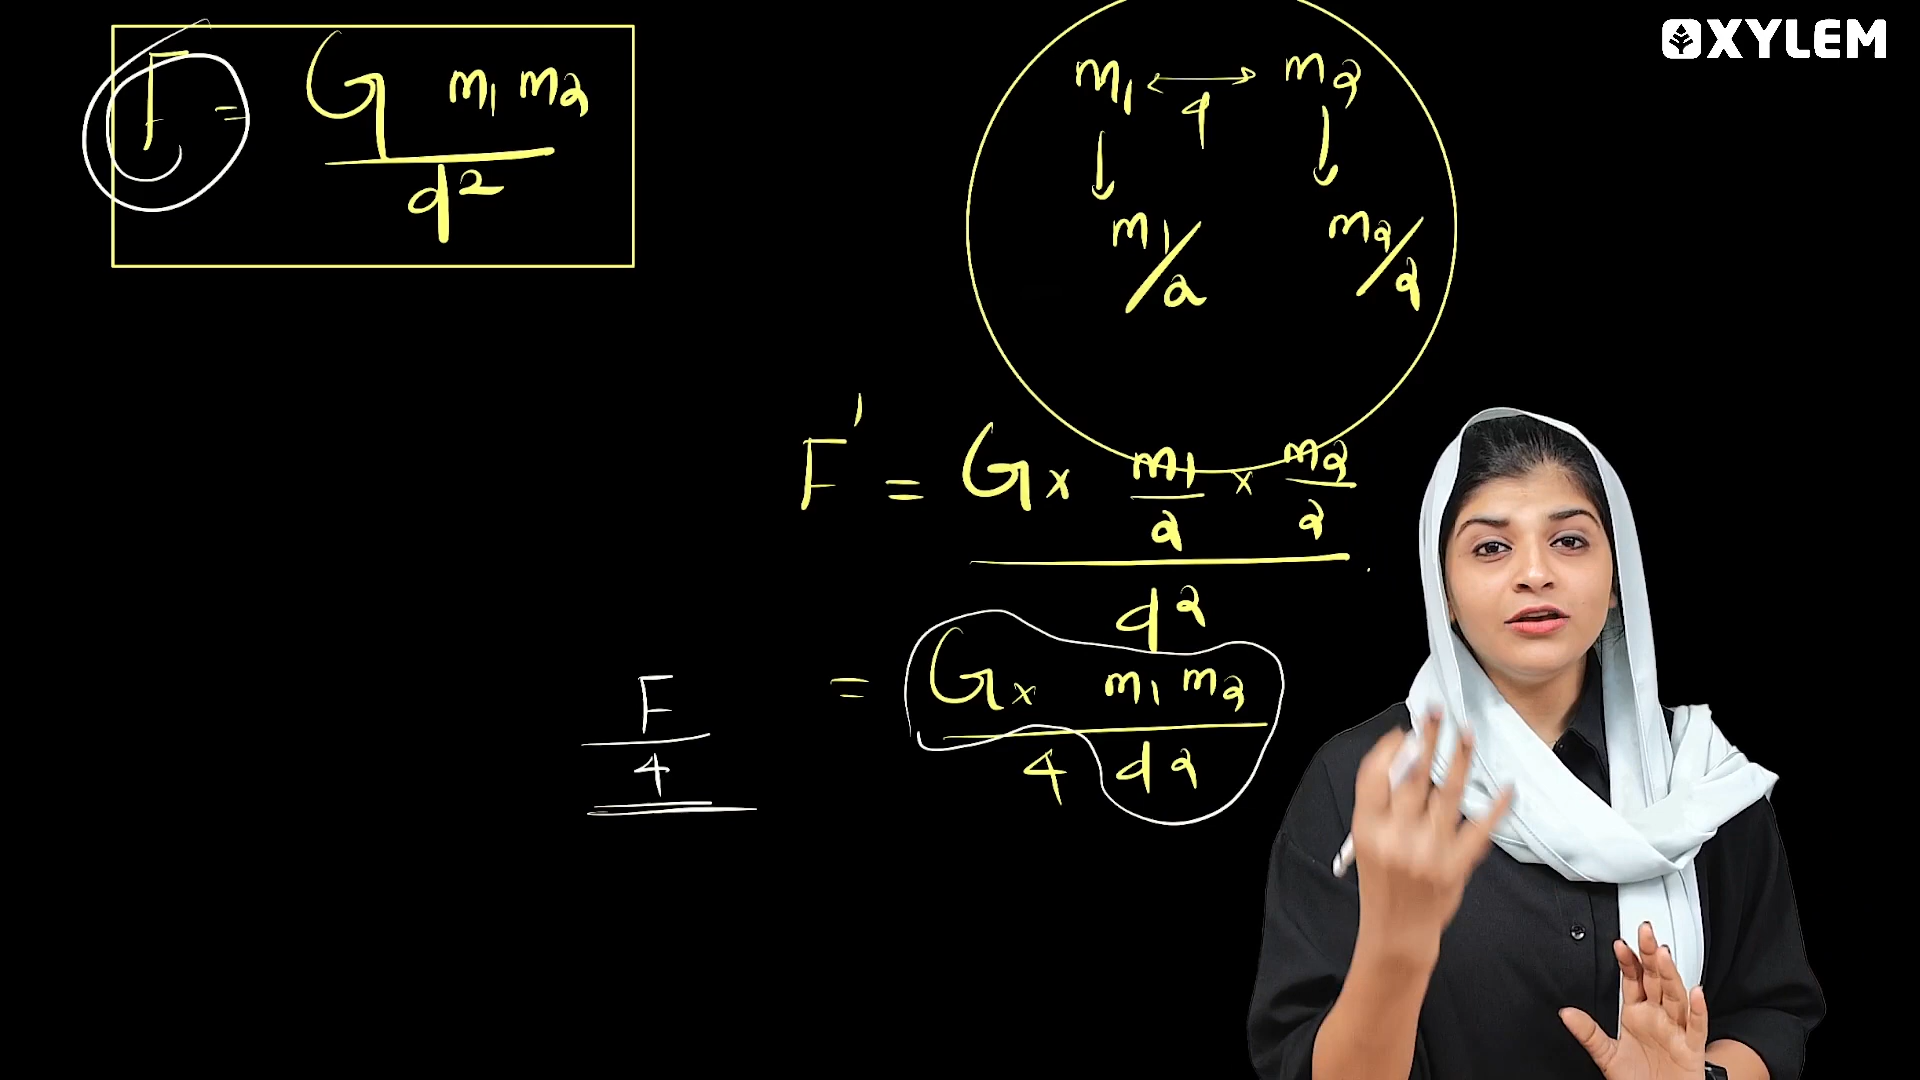 XYLEM
F = G m₁ m₂
d²
m₁ ↔ m₂
d
↓ ↓
m₁/2 m₂/2
F' = G × m₁/2 × m₂/2
d²
= G × m₁ m₂
4 d²
F
4